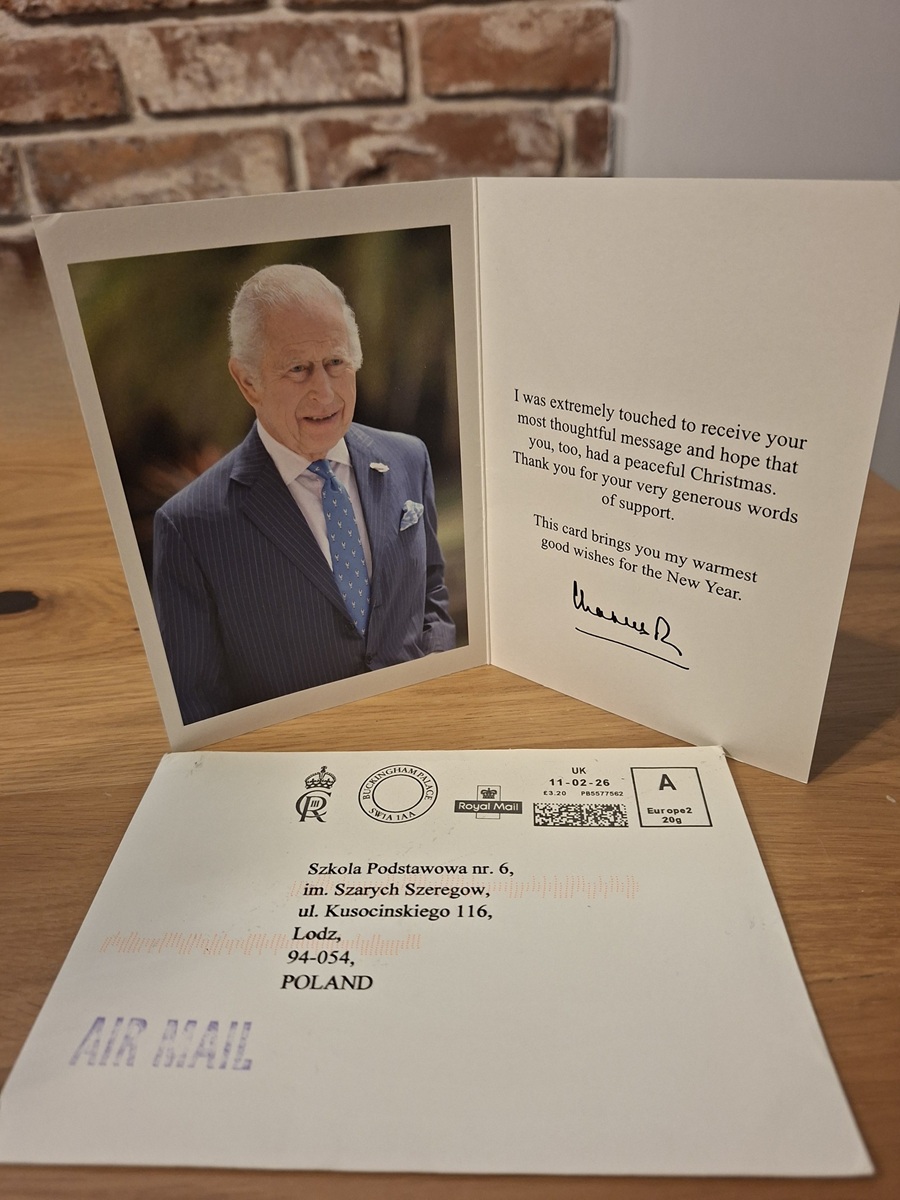 I was extremely touched to receive your
most thoughtful message and hope that
you, too, had a peaceful Christmas.
Thank you for your very generous words
of support.
This card brings you my warmest
good wishes for the New Year.
Charles R
CIIIR
BUCKINGHAM PALACE
SW1A 1AA
Royal Mail
UK
11-02-26
£3.20 PB5577562
A
Europe2
20g
Szkola Podstawowa nr. 6,
im. Szarych Szeregow,
ul. Kusocinskiego 116,
Lodz,
94-054,
POLAND
AIR MAIL